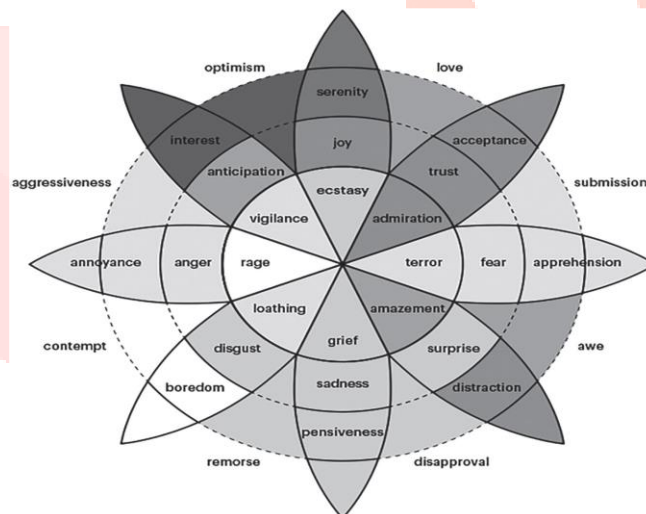 optimism love
serenity
interest joy acceptance
anticipation trust
aggressiveness submission
ecstasy
vigilance admiration
annoyance anger rage terror fear apprehension
loathing amazement
contempt disgust grief surprise awe
boredom sadness distraction
pensiveness
remorse disapproval